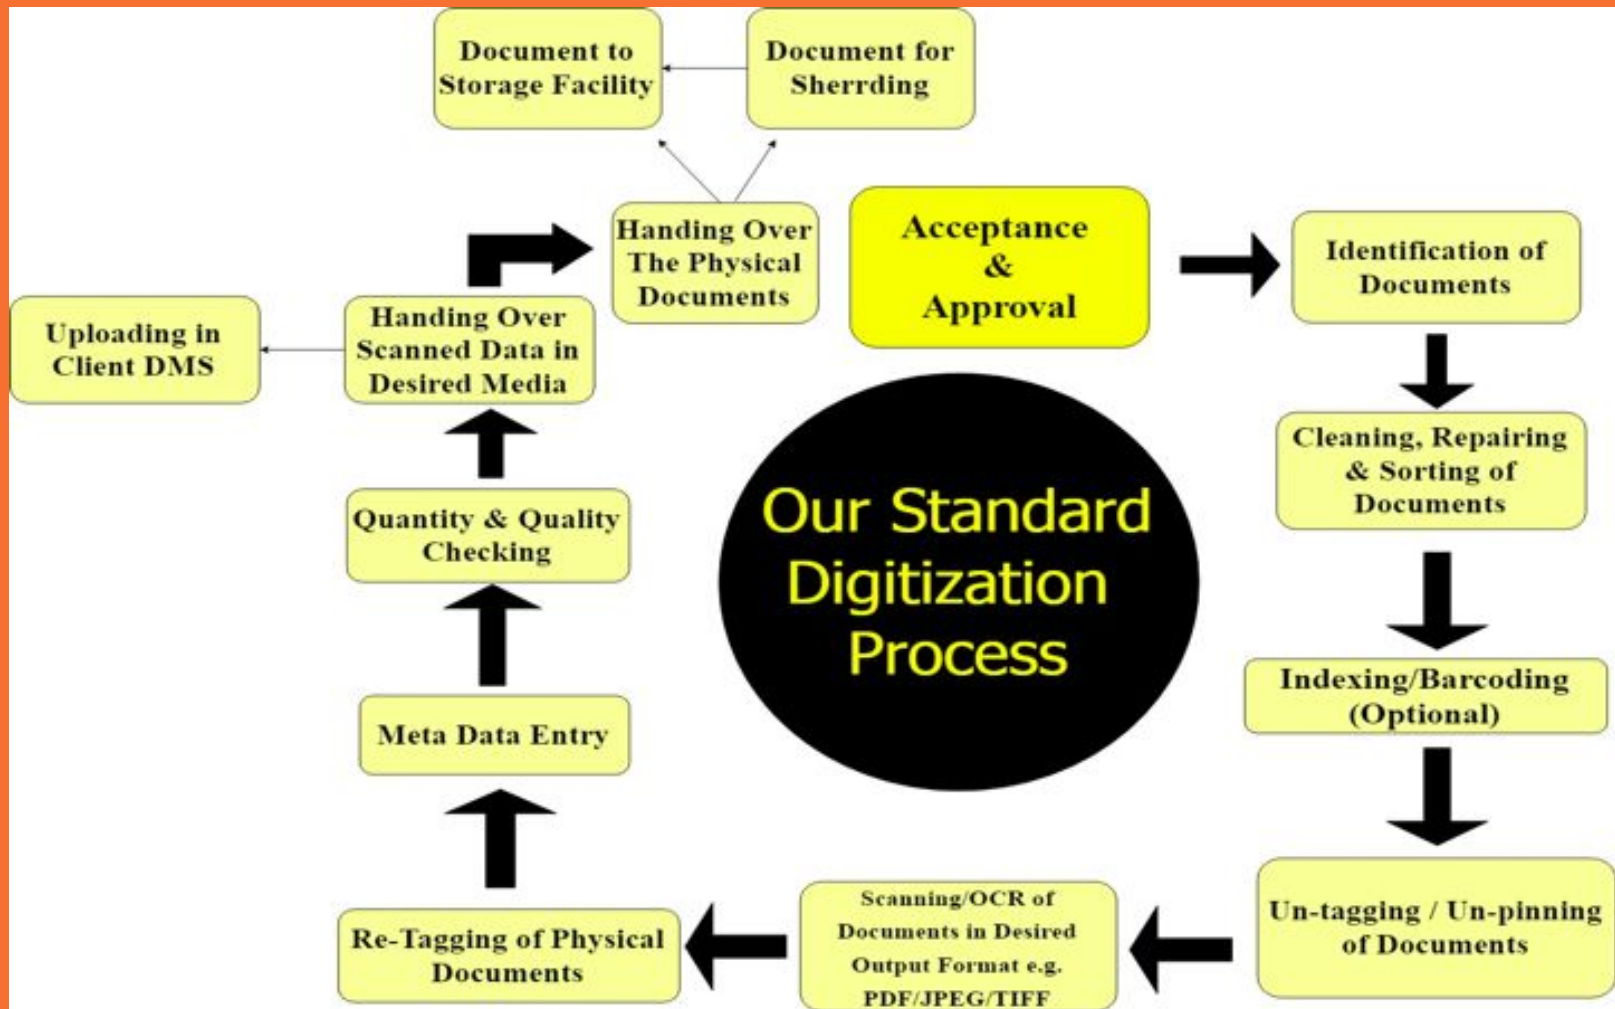 Document to
Storage Facility
Document for
Sherrding
Handing Over
The Physical
Documents
Acceptance
&
Approval
Identification of
Documents
Uploading in
Client DMS
Handing Over
Scanned Data in
Desired Media
Cleaning, Repairing
& Sorting of
Documents
Quantity & Quality
Checking
Our Standard
Digitization
Process
Indexing/Barcoding
(Optional)
Meta Data Entry
Un-tagging / Un-pinning
of Documents
Scanning/OCR of
Documents in Desired
Output Format e.g.
PDF/JPEG/TIFF
Re-Tagging of Physical
Documents